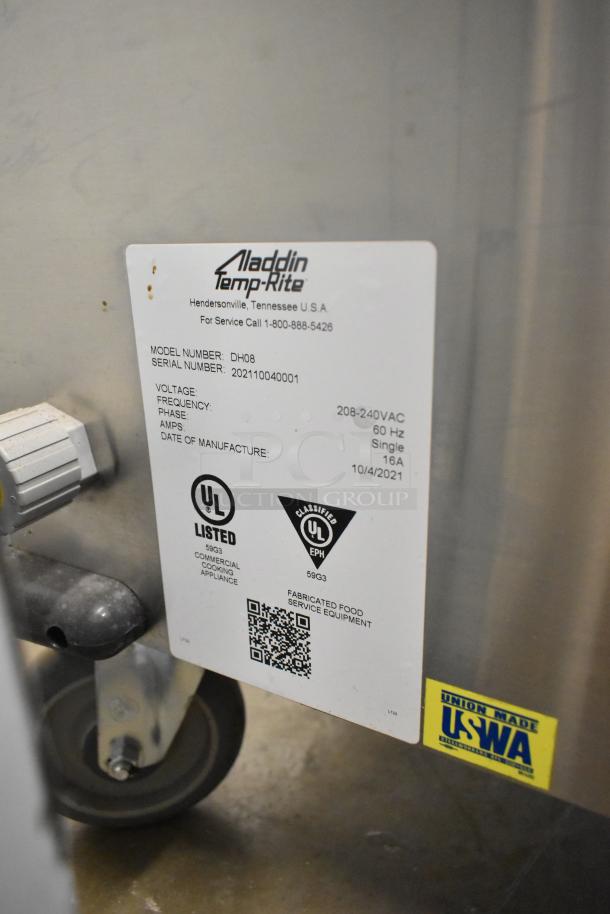 Aladdin
Temp-Rite
Hendersonville, Tennessee U.S.A.
For Service Call 1-800-888-5426
MODEL NUMBER: DH08
SERIAL NUMBER: 202110040001
VOLTAGE: 208-240VAC
FREQUENCY: 60 Hz
PHASE: Single
AMPS: 16A
DATE OF MANUFACTURE: 10/4/2021
PCI
AUCTION GROUP
UL
LISTED
59G3
COMMERCIAL
COOKING
APPLIANCE
CLASSIFIED
UL
EPH
59G3
FABRICATED FOOD
SERVICE EQUIPMENT
UNION MADE
USWA